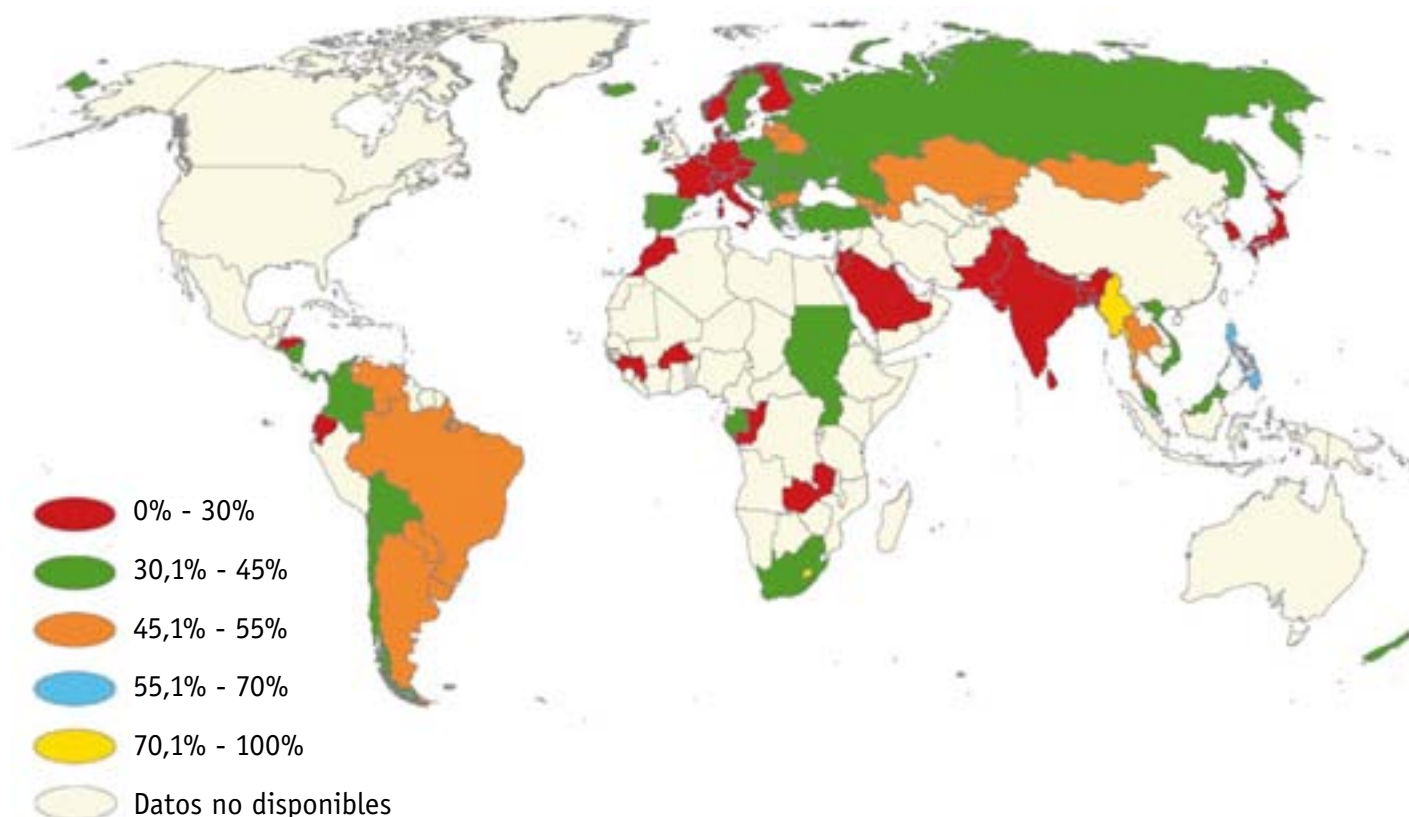 0% - 30%
30,1% - 45%
45,1% - 55%
55,1% - 70%
70,1% - 100%
Datos no disponibles